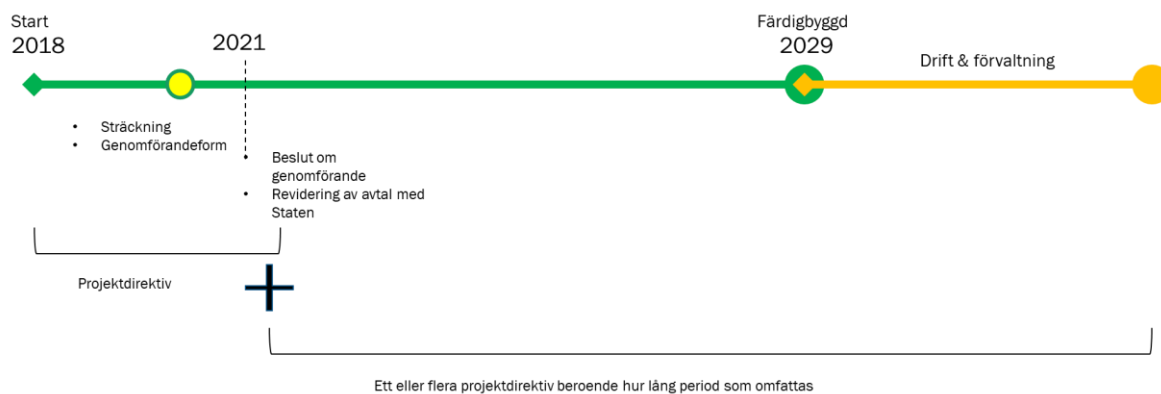 Start
2018
2021
Färdigbyggd
2029
Drift & förvaltning
• Sträckning
• Genomförandeform
• Beslut om
genomförande
• Revidering av avtal med
Staten
Projektdirektiv
Ett eller flera projektdirektiv beroende hur lång period som omfattas